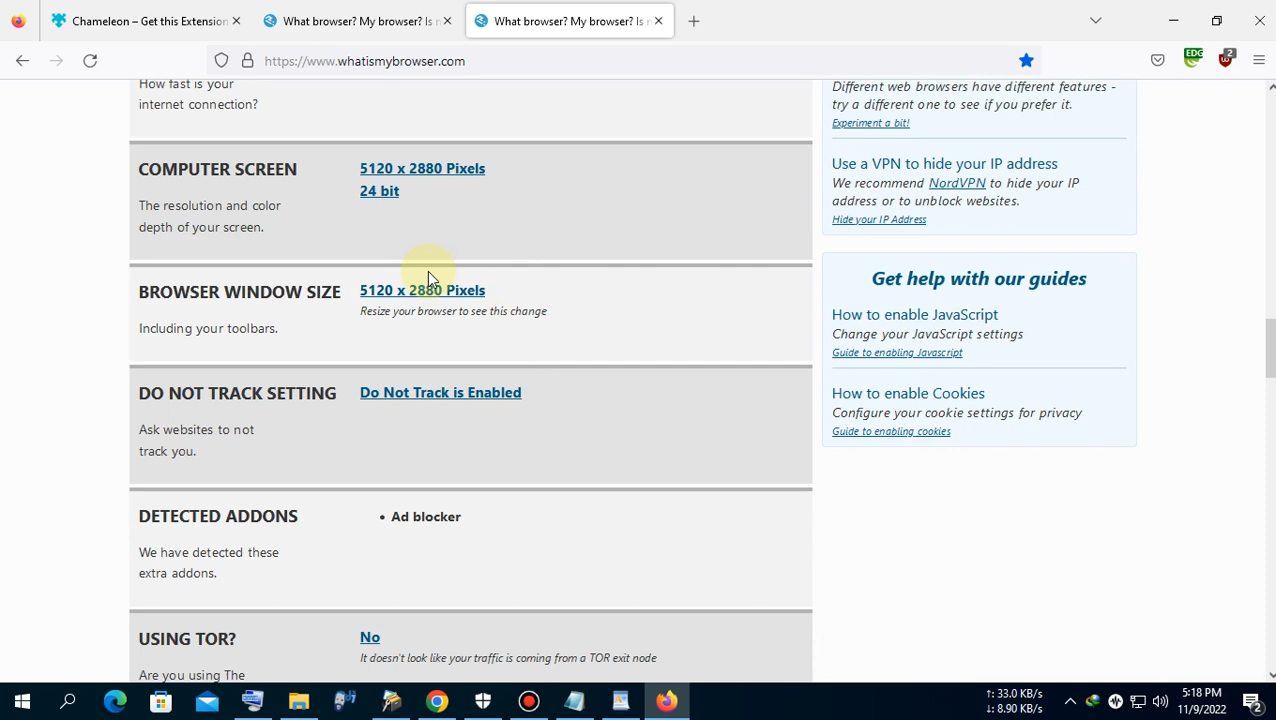 Chameleon – Get this Extension
What browser? My browser? Is m
What browser? My browser? Is m
https://www.whatismybrowser.com
EDG
2
How fast is your
internet connection?
COMPUTER SCREEN
5120 x 2880 Pixels
24 bit
The resolution and color
depth of your screen.
BROWSER WINDOW SIZE
5120 x 2880 Pixels
Resize your browser to see this change
Including your toolbars.
DO NOT TRACK SETTING
Do Not Track is Enabled
Ask websites to not
track you.
DETECTED ADDONS
• Ad blocker
We have detected these
extra addons.
USING TOR?
No
It doesn't look like your traffic is coming from a TOR exit node
Are you using The
Different web browsers have different features -
try a different one to see if you prefer it.
Experiment a bit!
Use a VPN to hide your IP address
We recommend NordVPN to hide your IP
address or to unblock websites.
Hide your IP Address
Get help with our guides
How to enable JavaScript
Change your JavaScript settings
Guide to enabling Javascript
How to enable Cookies
Configure your cookie settings for privacy
Guide to enabling cookies
↑: 33.0 KB/s
↓: 8.90 KB/s
5:18 PM
11/9/2022
2